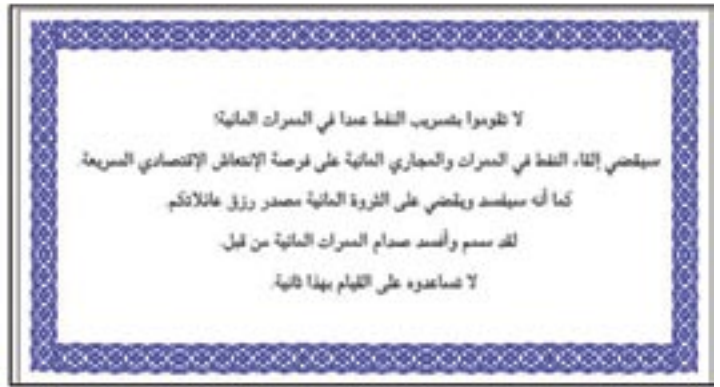 لا تقوموا بتسريب النفط عمدا في الممرات المائية!
سيقضي إلقاء النفط في الممرات والمجاري المائية على فرصة الإنتعاش الإقتصادي السريعة.
كما أنه سيفسد ويقضي على الثروة المائية مصدر رزق عائلاتكم.
لقد سمم وأفسد صدام الممرات المائية من قبل.
لا تساعدوه على القيام بهذا ثانية.